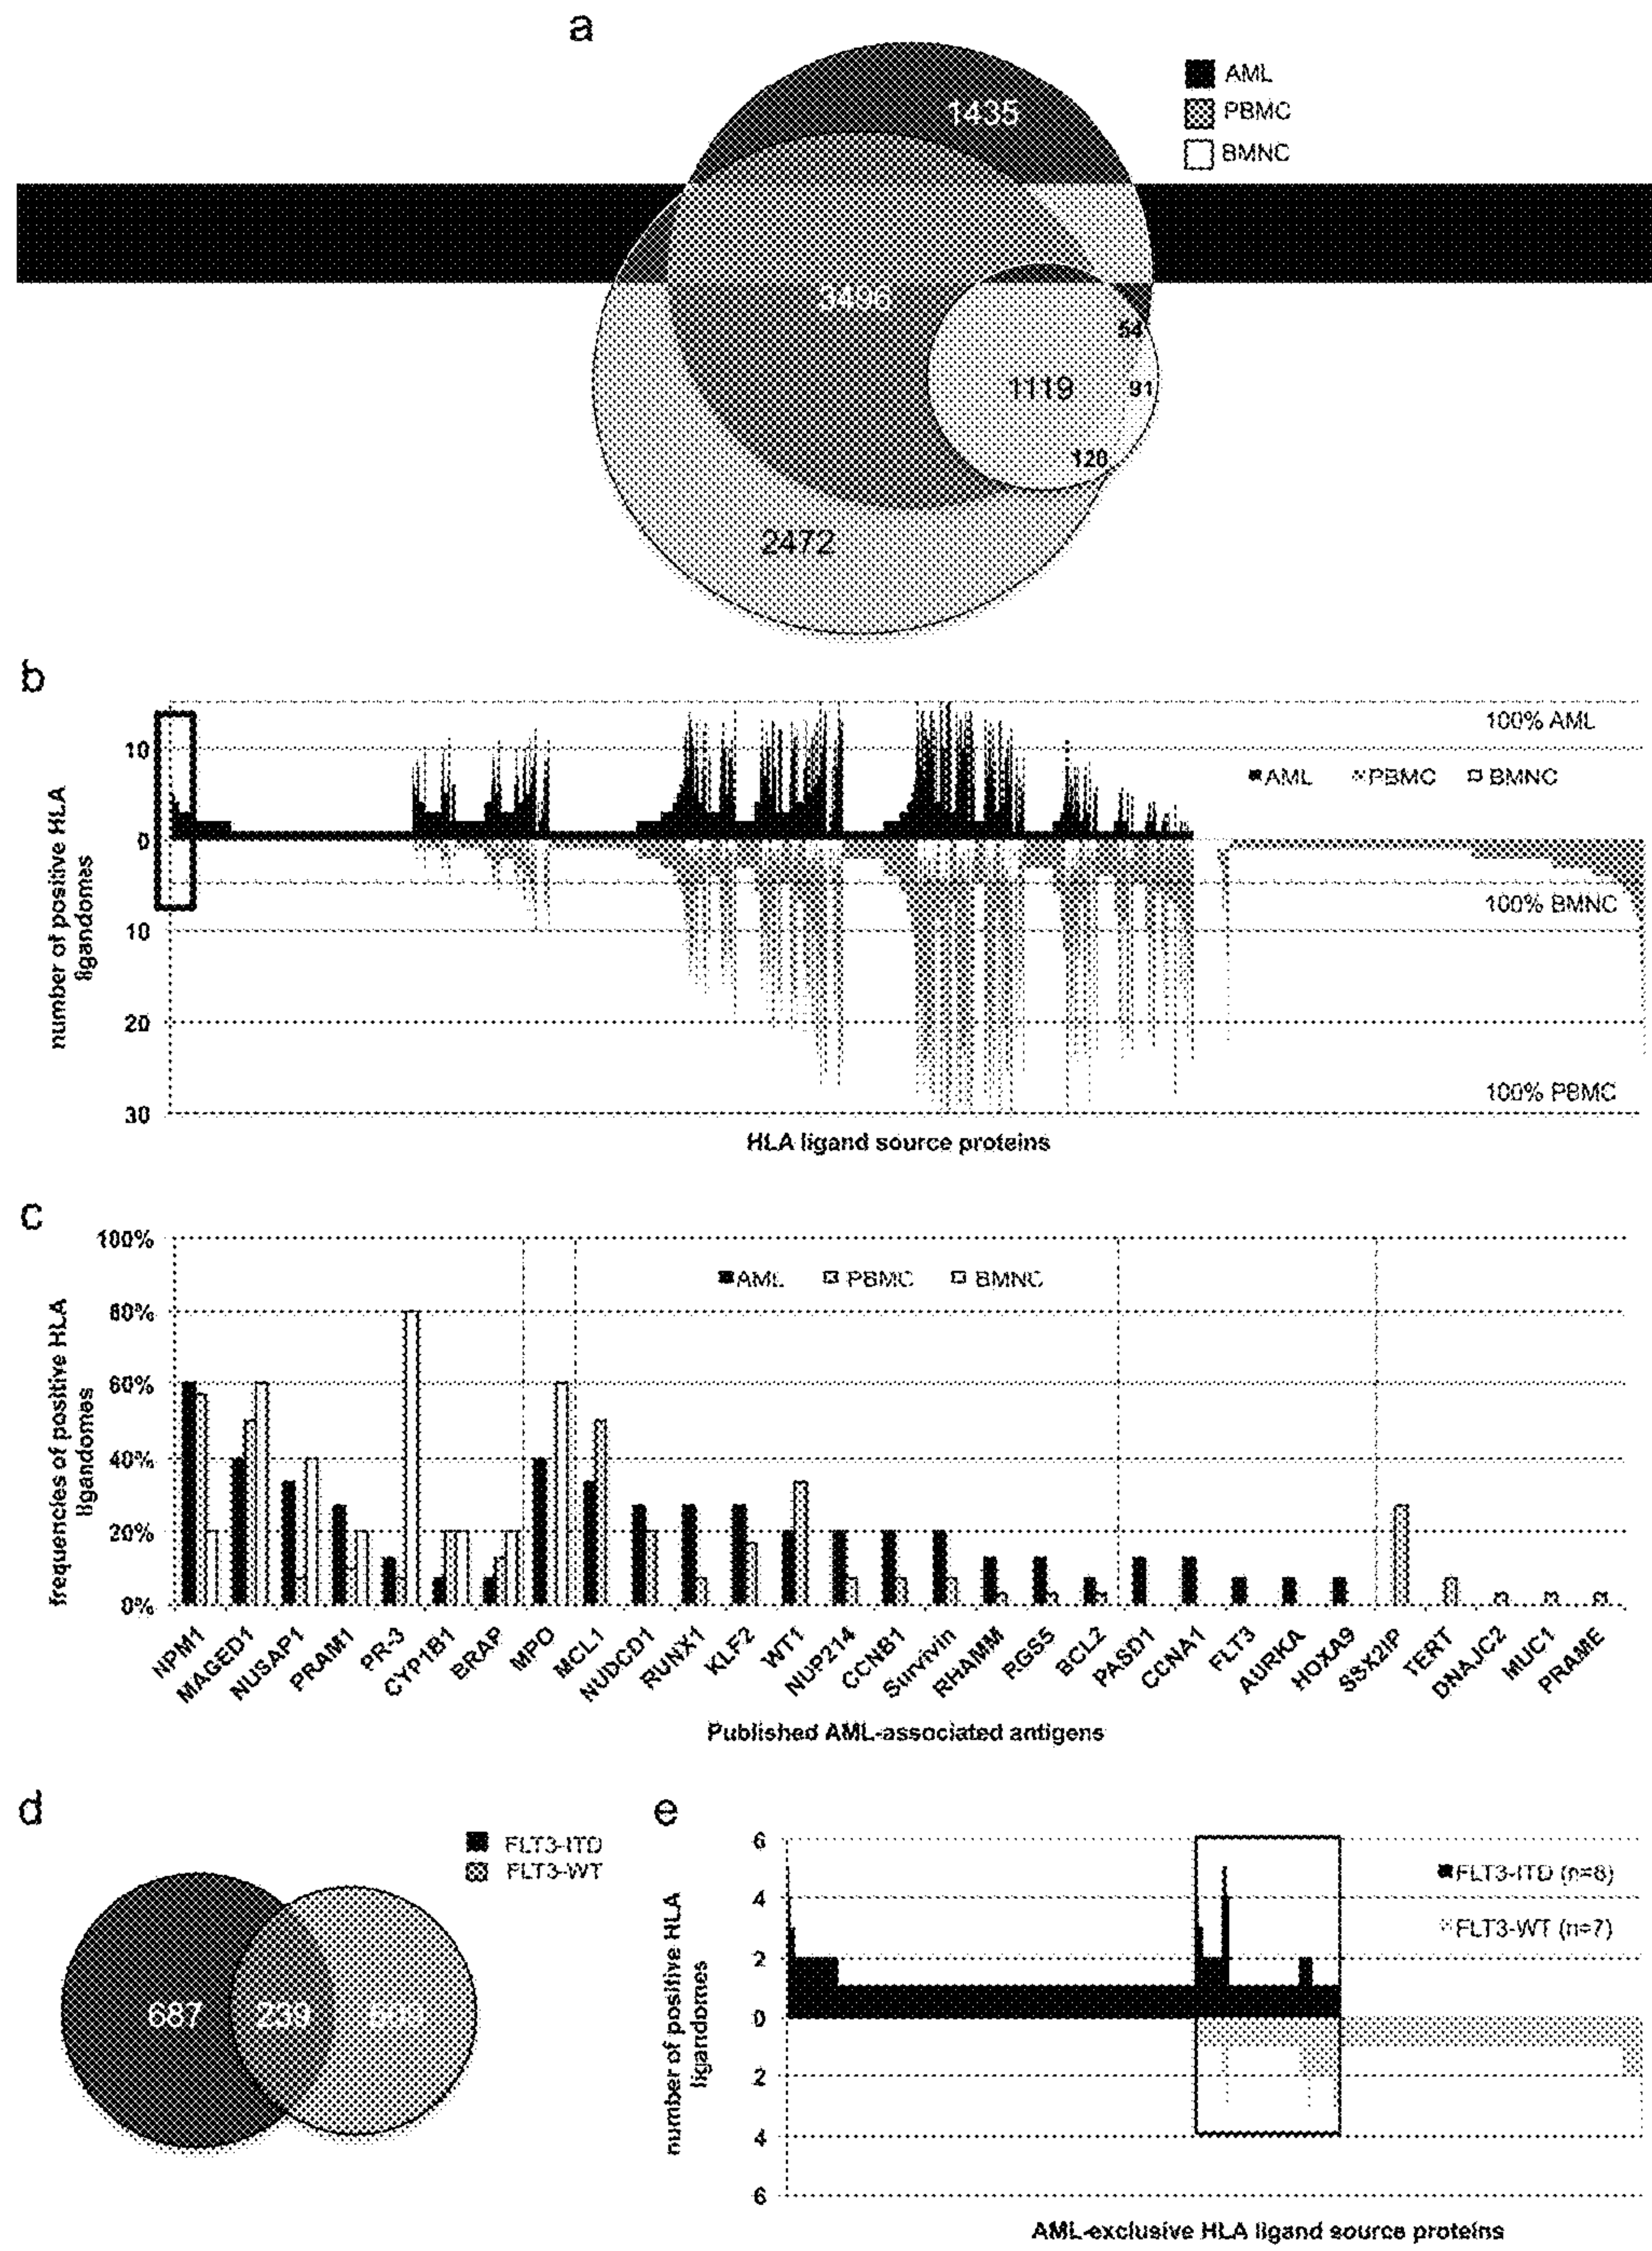 a
AML
PBMC
BMNC
1435
3496
54
1119
91
120
2472
b
number of positive HLA
ligandomes
10
0
10
20
30
100% AML
AML PBMC BMNC
100% BMNC
100% PBMC
HLA ligand source proteins
c
frequencies of positive HLA
ligandomes
100%
80%
60%
40%
20%
0%
AML PBMC BMNC
NPM1
MAGED1
NUSAP1
PRAM1
PR-3
CYP1B1
BRAP
MPO
MCL1
NUDCD1
RUNX1
KLF2
WT1
NUP214
CCNB1
Survivin
RHAMM
RGS5
BCL2
PASD1
CCNA1
FLT3
AURKA
HOXA9
SSX2IP
TERT
DNAJC2
MUC1
PRAME
Published AML-associated antigens
d
FLT3-ITD
FLT3-WT
687
239
e
number of positive HLA
ligandomes
6
4
2
0
2
4
6
FLT3-ITD (n=8)
FLT3-WT (n=7)
AML-exclusive HLA ligand source proteins